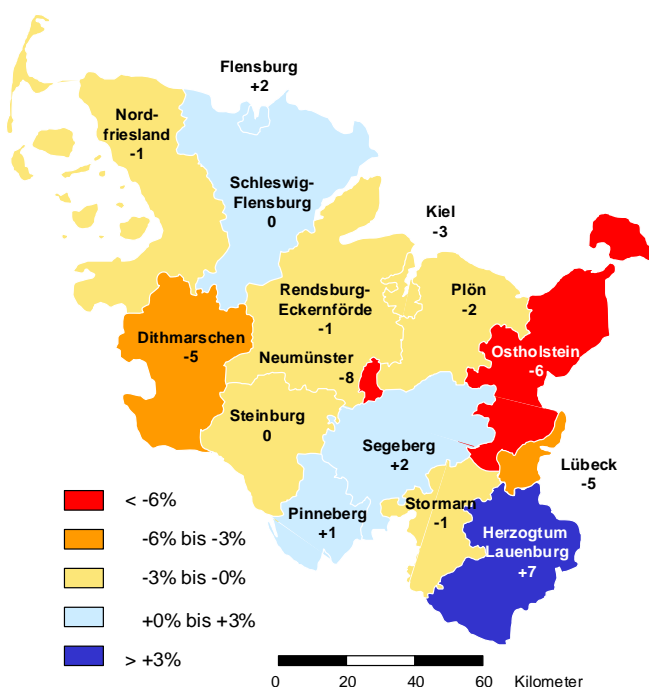 Flensburg
+2
Nord-
friesland
-1
Schleswig-
Flensburg
0
Kiel
-3
Rendsburg-
Eckernförde
-1
Plön
-2
Dithmarschen
-5
Neumünster
-8
Ostholstein
-6
Steinburg
0
Segeberg
+2
Lübeck
-5
Pinneberg
+1
Stormarn
-1
Herzogtum
Lauenburg
+7
< -6%
-6% bis -3%
-3% bis -0%
+0% bis +3%
> +3%
0 20 40 60 Kilometer